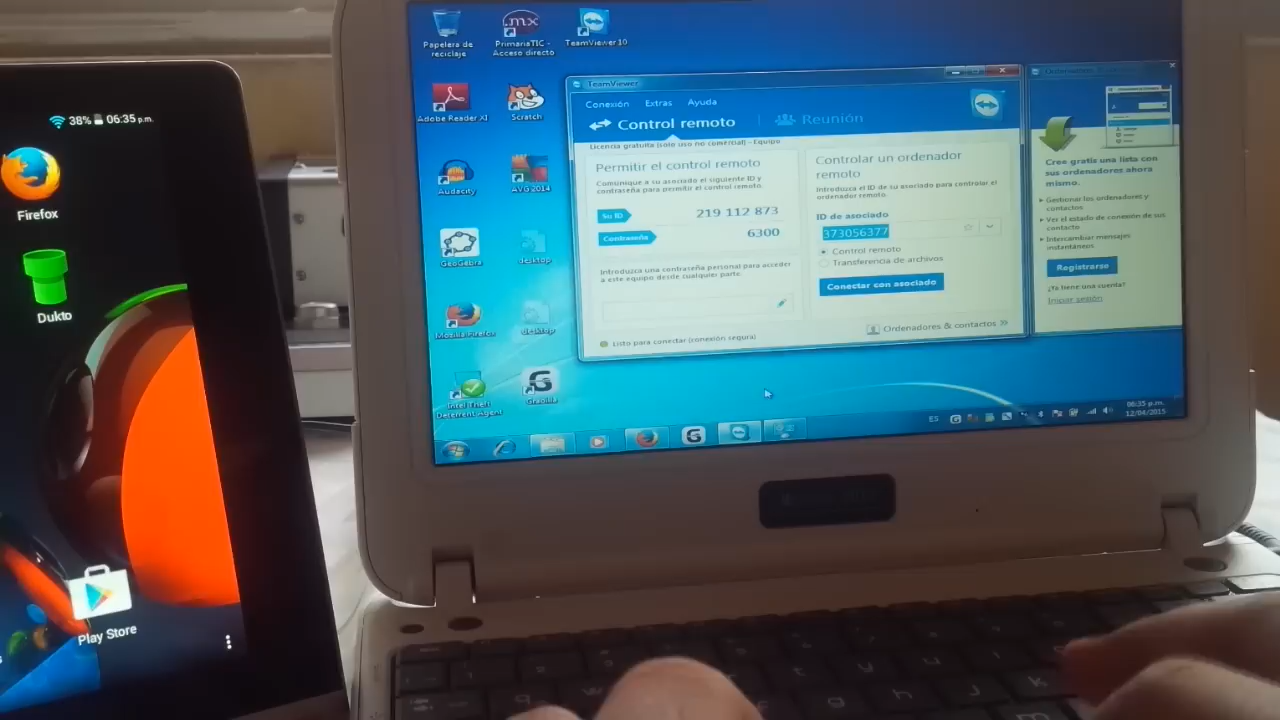 38% 06:35 p.m.
Firefox
Dukto
Play Store
Papelera de
reciclaje
.mx
PrimariaTIC -
Acceso directo
TeamViewer 10
Adobe Reader XI
Scratch
Audacity
AVG 2014
GeoGebra
desktop
Mozilla Firefox
desktop
Intel Theft
Deterrent Agent
Gradilla
TeamViewer
Conexión Extras Ayuda
Control remoto
Reunión
Licencia gratuita (sólo uso no comercial) - Equipo
Permitir el control remoto
Comunique a su asociado el siguiente ID y
contraseña para permitir el control remoto.
Su ID 219 112 873
Contraseña 6300
Introduzca una contraseña personal para acceder
a este equipo desde cualquier parte.
Listo para conectar (conexión segura)
Controlar un ordenador
remoto
Introduzca el ID de su asociado para controlar el
ordenador remoto.
ID de asociado
373056377
Control remoto
Transferencia de archivos
Conectar con asociado
Ordenadores & contactos
Cree gratis una lista con
sus ordenadores ahora
mismo.
Gestionar los ordenadores y
contactos
Ver el estado de conexión de sus
contacto
Intercambiar mensajes
instantáneos
Registrarse
¿Ya tiene una cuenta?
Iniciar sesión
ES
06:35 p.m.
12/04/2015